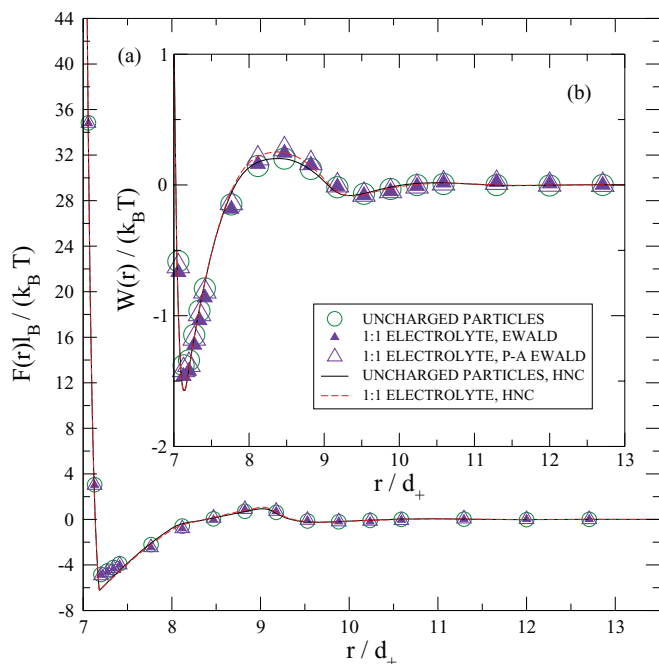 44
40
36
32
28
24
20
16
12
8
4
0
-4
-8
F(r)l_B / (k_B T)
(a)
1
0
-1
-2
W(r) / (k_B T)
(b)
UNCHARGED PARTICLES
1:1 ELECTROLYTE, EWALD
1:1 ELECTROLYTE, P-A EWALD
UNCHARGED PARTICLES, HNC
1:1 ELECTROLYTE, HNC
7 8 9 10 11 12 13
r / d_+
7 8 9 10 11 12 13
r / d_+